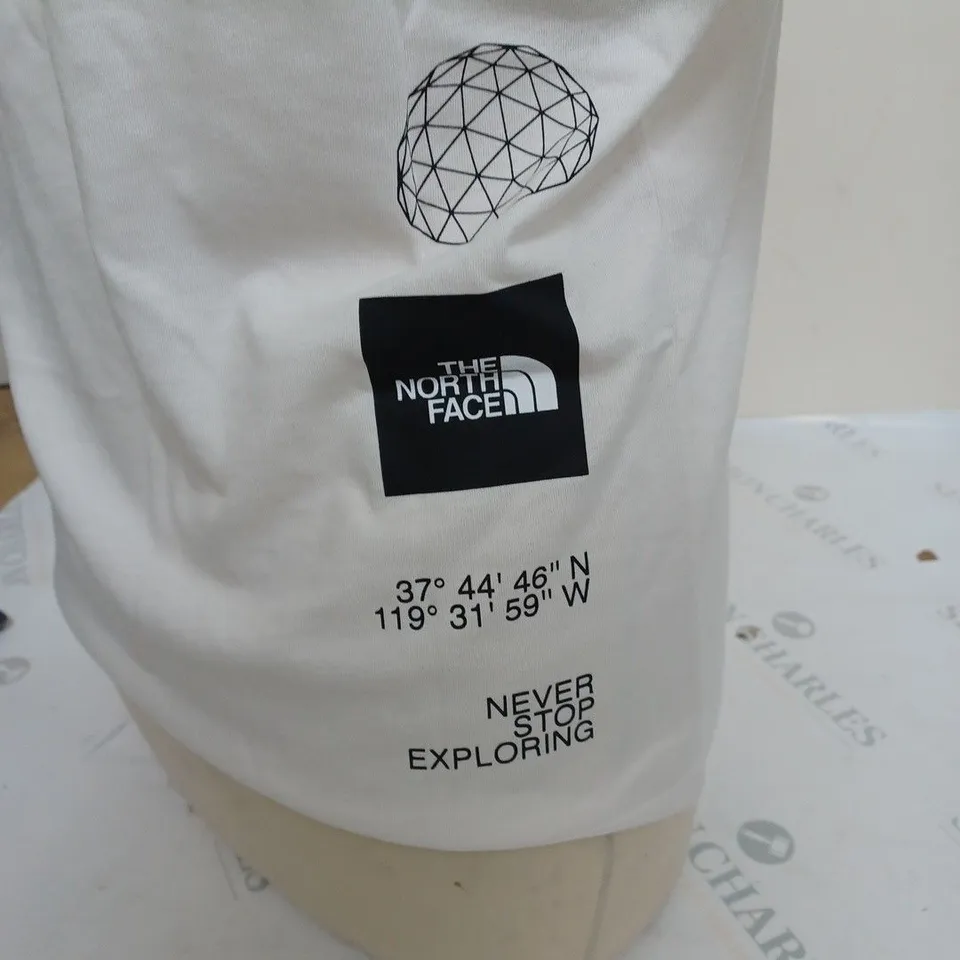 THE
NORTH
FACE
37° 44' 46" N
119° 31' 59" W
NEVER
STOP
EXPLORING